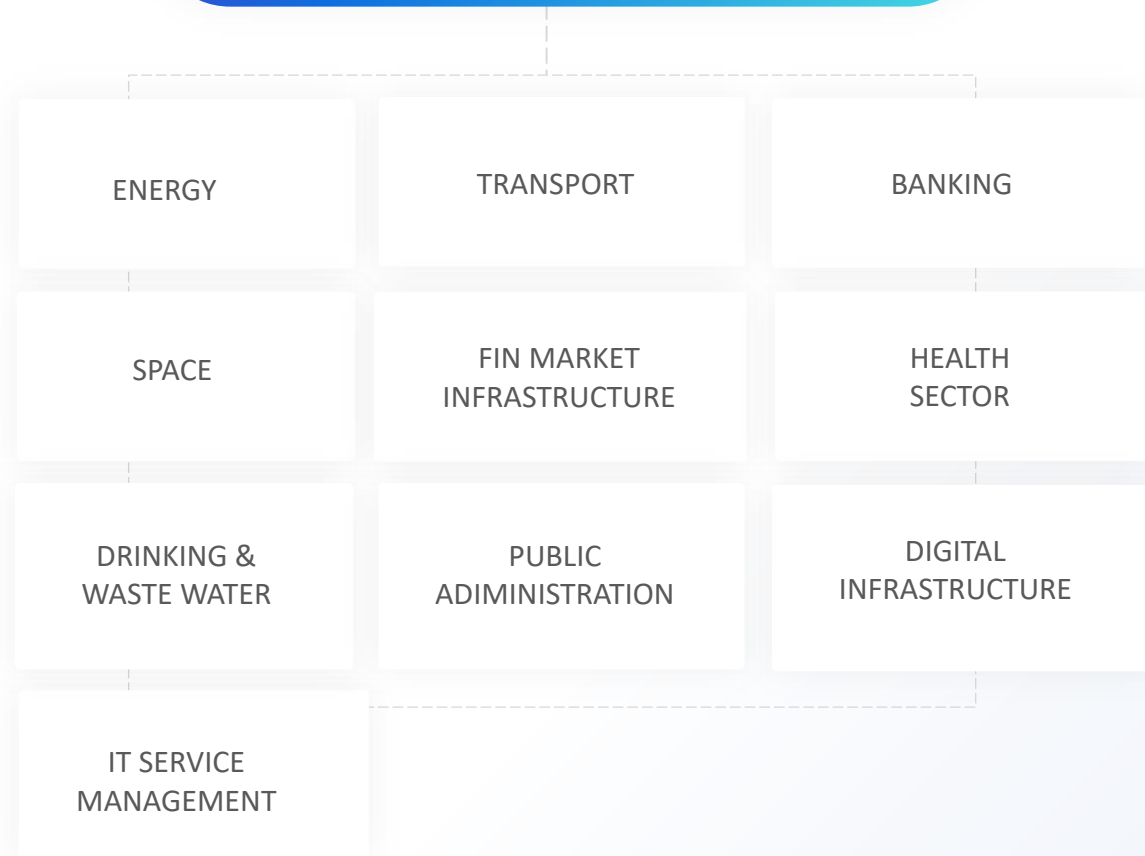 ENERGY
TRANSPORT
BANKING
SPACE
FIN MARKET
INFRASTRUCTURE
HEALTH
SECTOR
DRINKING &
WASTE WATER
PUBLIC
ADIMINISTRATION
DIGITAL
INFRASTRUCTURE
IT SERVICE
MANAGEMENT